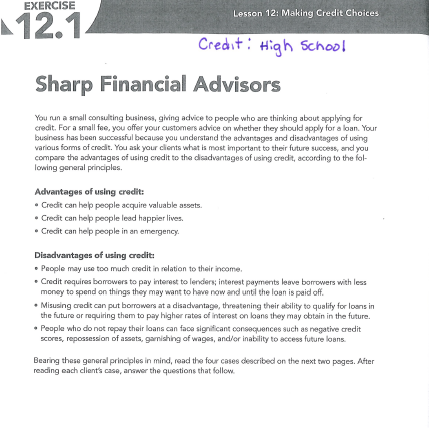 EXERCISE
12.1
Lesson 12: Making Credit Choices
Credit: High School
Sharp Financial Advisors
You run a small consulting business, giving advice to people who are thinking about applying for
credit. For a small fee, you offer your customers advice on whether they should apply for a loan. Your
business has been successful because you understand the advantages and disadvantages of using
various forms of credit. You ask your clients what is most important to their future success, and you
compare the advantages of using credit to the disadvantages of using credit, according to the fol-
lowing general principles.
Advantages of using credit:
• Credit can help people acquire valuable assets.
• Credit can help people lead happier lives.
• Credit can help people in an emergency.
Disadvantages of using credit:
• People may use too much credit in relation to their income.
• Credit requires borrowers to pay interest to lenders; interest payments leave borrowers with less
money to spend on things they may want to have now and until the loan is paid off.
• Misusing credit can put borrowers at a disadvantage, threatening their ability to qualify for loans in
the future or requiring them to pay higher rates of interest on loans they may obtain in the future.
• People who do not repay their loans can face significant consequences such as negative credit
scores, repossession of assets, garnishing of wages, and/or inability to access future loans.
Bearing these general principles in mind, read the four cases described on the next two pages. After
reading each client's case, answer the questions that follow.